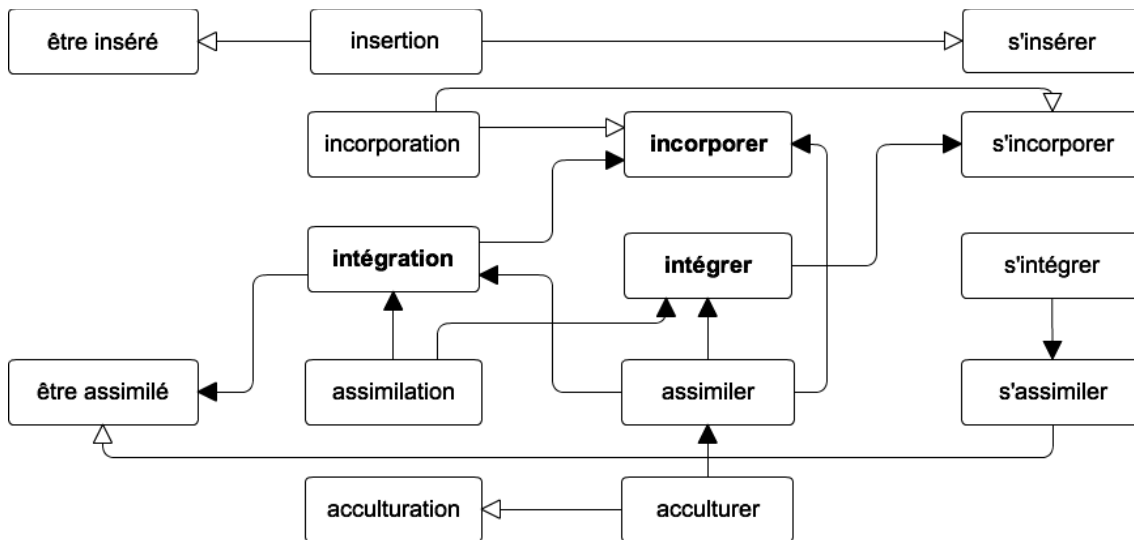 être inséré
insertion
s'insérer
incorporation
incorporer
s'incorporer
intégration
intégrer
s'intégrer
être assimilé
assimilation
assimiler
s'assimiler
acculturation
acculturer